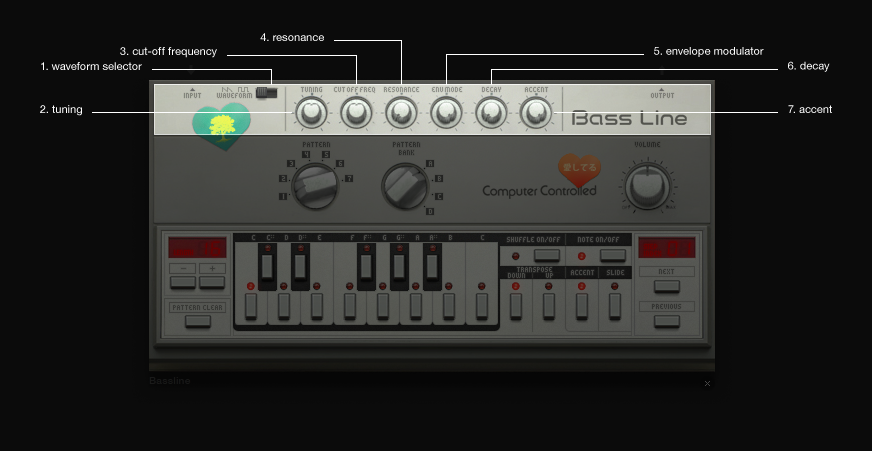 4. resonance
3. cut-off frequency
5. envelope modulator
1. waveform selector
6. decay
2. tuning
7. accent
INPUT
WAVEFORM
TUNING
CUT OFF FREQ
RESONANCE
ENV MODE
DECAY
ACCENT
OUTPUT
Bass Line
PATTERN
1
2
3
4
5
6
7
PATTERN
BANK
A
B
C
D
愛してる
Computer Controlled
VOLUME
C
C#
D
D#
E
F
F#
G
G#
A
A#
B
C
SHUFFLE ON/OFF
NOTE ON/OFF
TRANSPOSE
DOWN
UP
ACCENT
SLIDE
NEXT
PREVIOUS
PATTERN CLEAR
Bassline